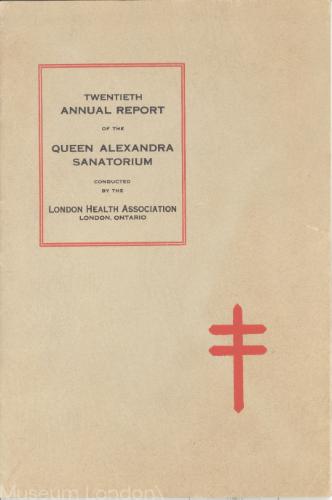 TWENTIETH
ANNUAL REPORT
OF THE
QUEEN ALEXANDRA
SANATORIUM
CONDUCTED
BY THE
LONDON HEALTH ASSOCIATION
LONDON, ONTARIO
Museum London